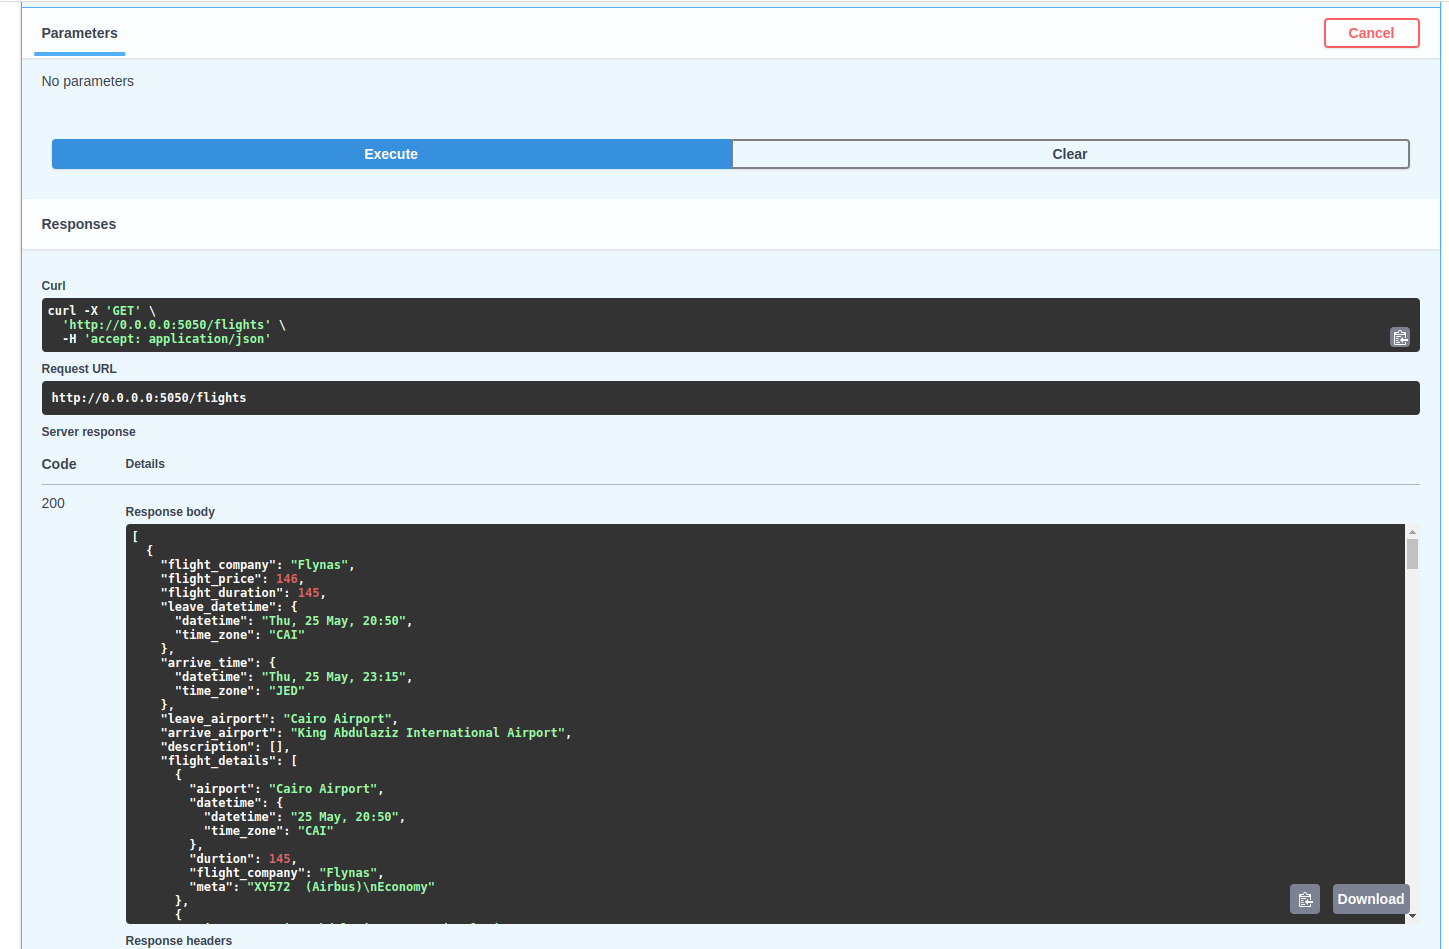 Parameters
Cancel
No parameters
Execute
Clear
Responses
Curl
curl -X 'GET' \
  'http://0.0.0.0:5050/flights' \
  -H 'accept: application/json'
Request URL
http://0.0.0.0:5050/flights
Server response
Code Details
200
Response body
[
  {
    "flight_company": "Flynas",
    "flight_price": 146,
    "flight_duration": 145,
    "leave_datetime": {
      "datetime": "Thu, 25 May, 20:50",
      "time_zone": "CAI"
    },
    "arrive_time": {
      "datetime": "Thu, 25 May, 23:15",
      "time_zone": "JED"
    },
    "leave_airport": "Cairo Airport",
    "arrive_airport": "King Abdulaziz International Airport",
    "description": [],
    "flight_details": [
      {
        "airport": "Cairo Airport",
        "datetime": {
          "datetime": "25 May, 20:50",
          "time_zone": "CAI"
        },
        "durtion": 145,
        "flight_company": "Flynas",
        "meta": "XY572  (Airbus)\nEconomy"
      },
      {
Download
Response headers